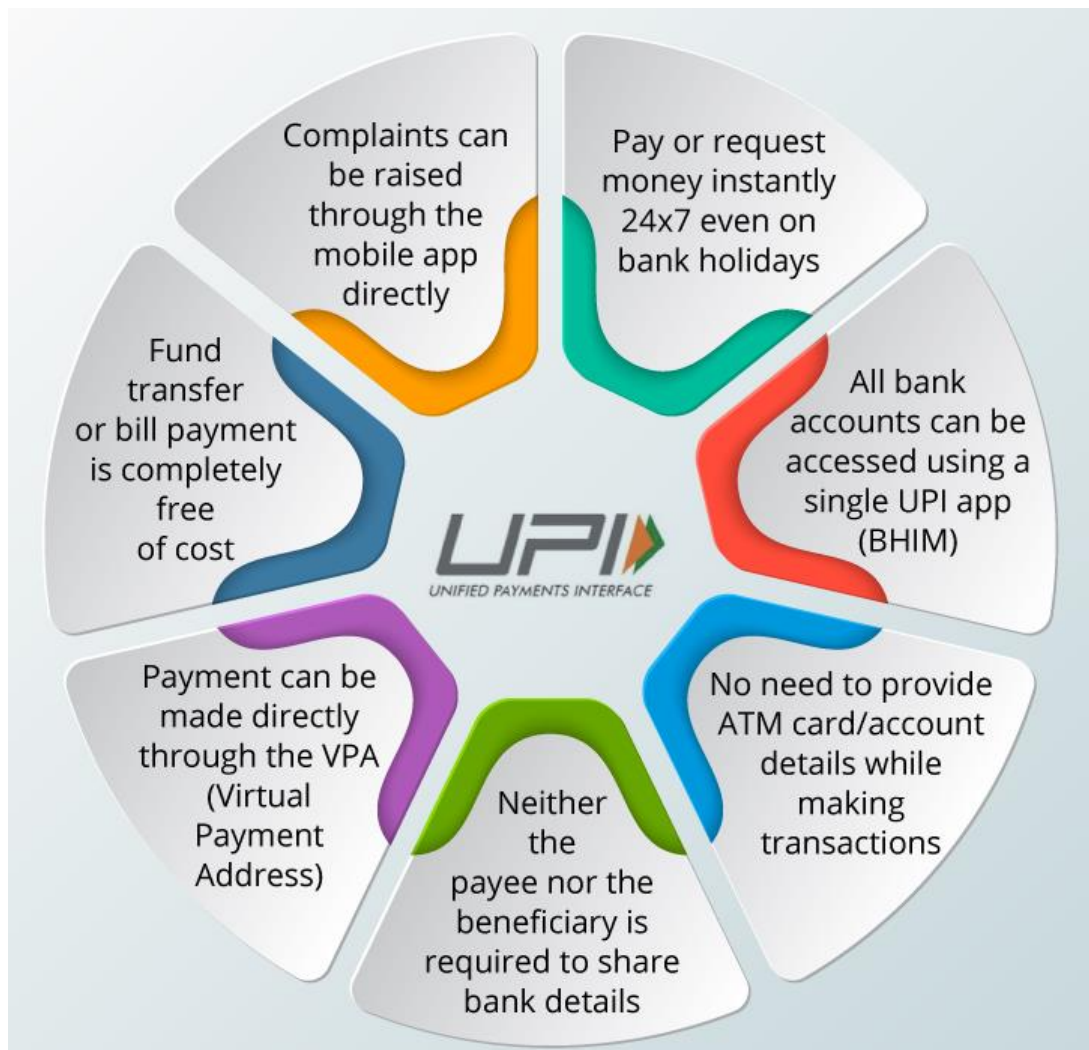 Complaints can
be raised
through the
mobile app
directly
Pay or request
money instantly
24x7 even on
bank holidays
All bank
accounts can be
accessed using a
single UPI app
(BHIM)
No need to provide
ATM card/account
details while
making
transactions
Neither
the
payee nor the
beneficiary is
required to share
bank details
Payment can be
made directly
through the VPA
(Virtual
Payment
Address)
Fund
transfer
or bill payment
is completely
free
of cost
UPI
UNIFIED PAYMENTS INTERFACE